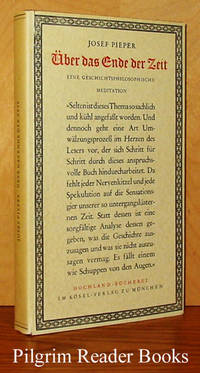 JOSEF PIEPER
Über das Ende der Zeit
EINE GESCHICHTSPHILOSOPHISCHE
MEDITATION
»Selten ist dieses Thema so sachlich
und kühl angefaßt worden. Und
dennoch geht eine Art Um-
wälzungsprozeß im Herzen des
Lesers vor, der sich Schritt für
Schritt durch dieses anspruchs-
volle Buch hindurcharbeitet. Da
fehlt jeder Nervenkitzel und jede
Spekulation auf die Sensations-
gier unserer so untergangslüster-
nen Zeit. Statt dessen ist eine
sorgfältige Analyse dessen ge-
geben, was die Geschichte aus-
zusagen und was sie nicht auszu-
sagen vermag. Es fällt einem
wie Schuppen von den Augen.«
HOCHLAND-BÜCHEREI
IM KÖSEL-VERLAG ZU MÜNCHEN
JOSEF PIEPER ÜBER DAS ENDE DER ZEIT
Pilgrim Reader Books